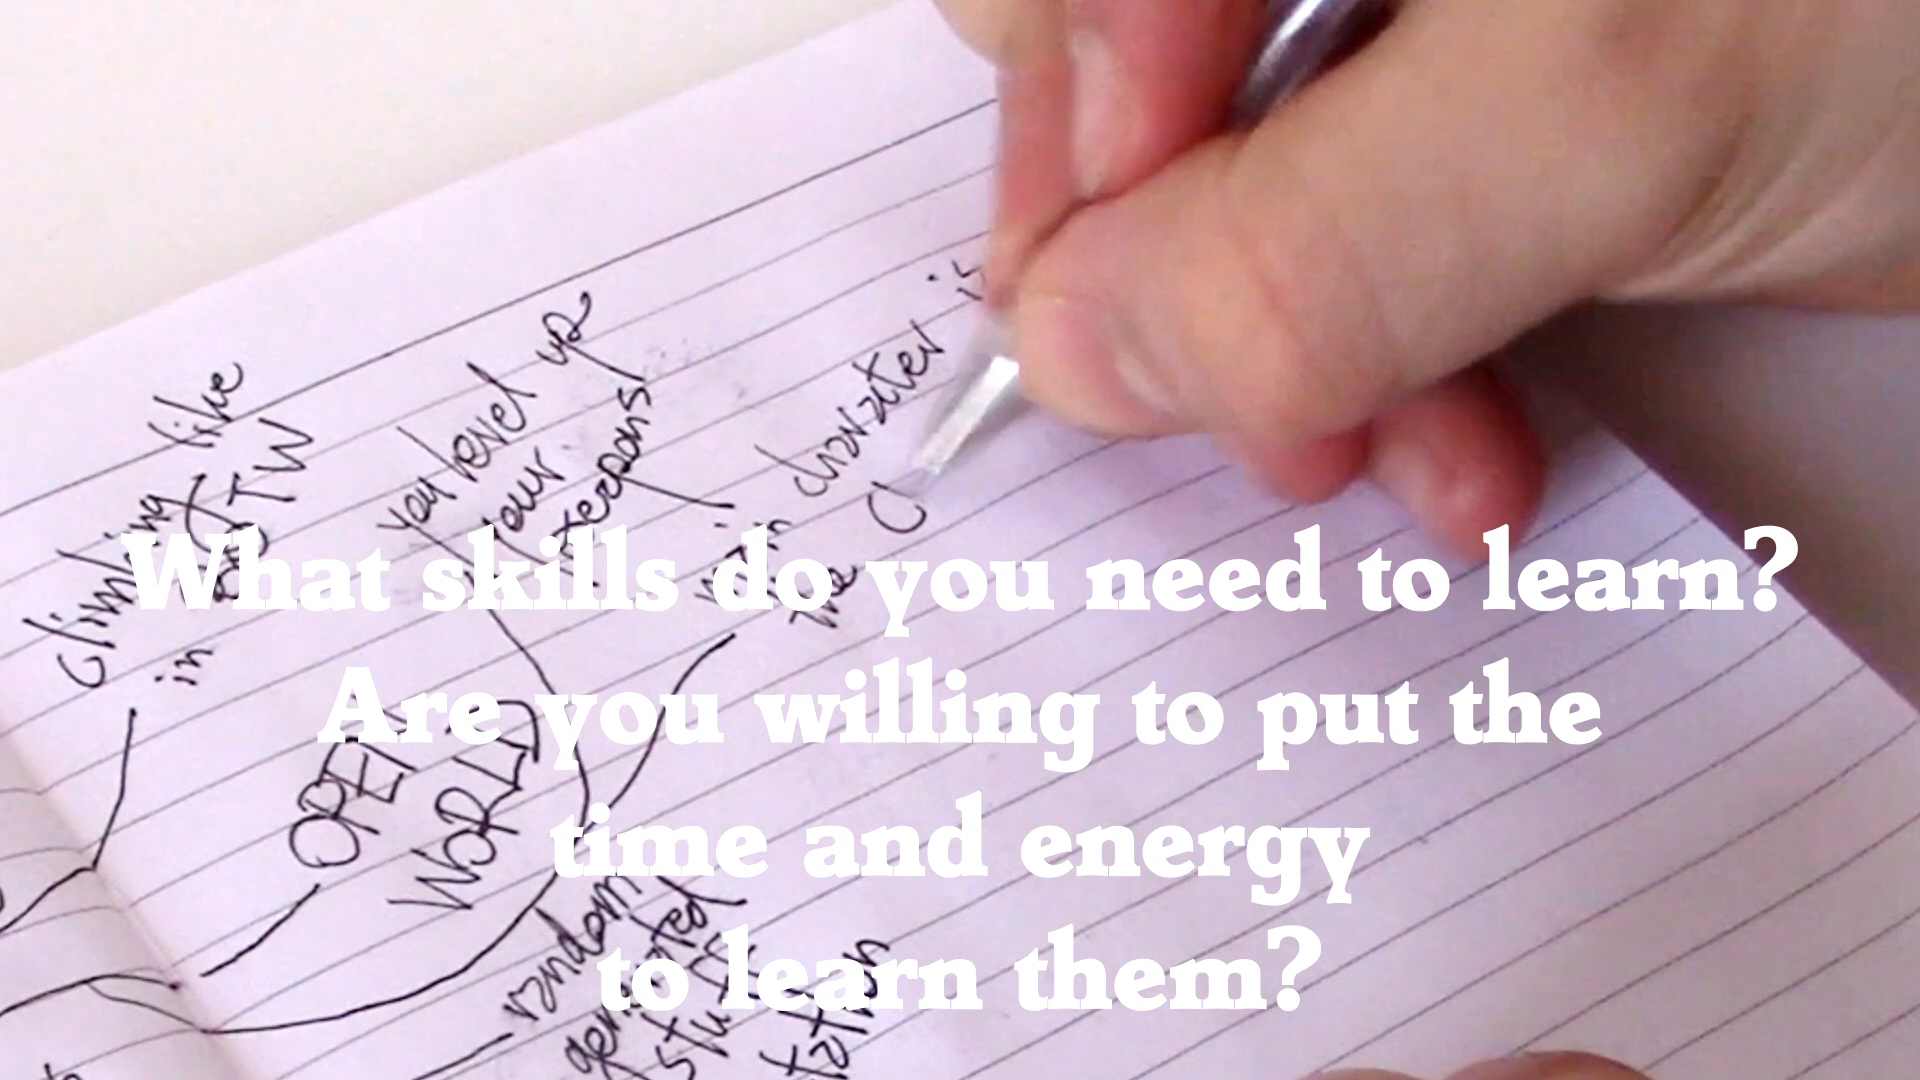 climbing like
in BOTW
you level up
your
main character is
the C
OPEN
WORLD
random
generated
stuff
What skills do you need to learn?
Are you willing to put the
time and energy
to learn them?